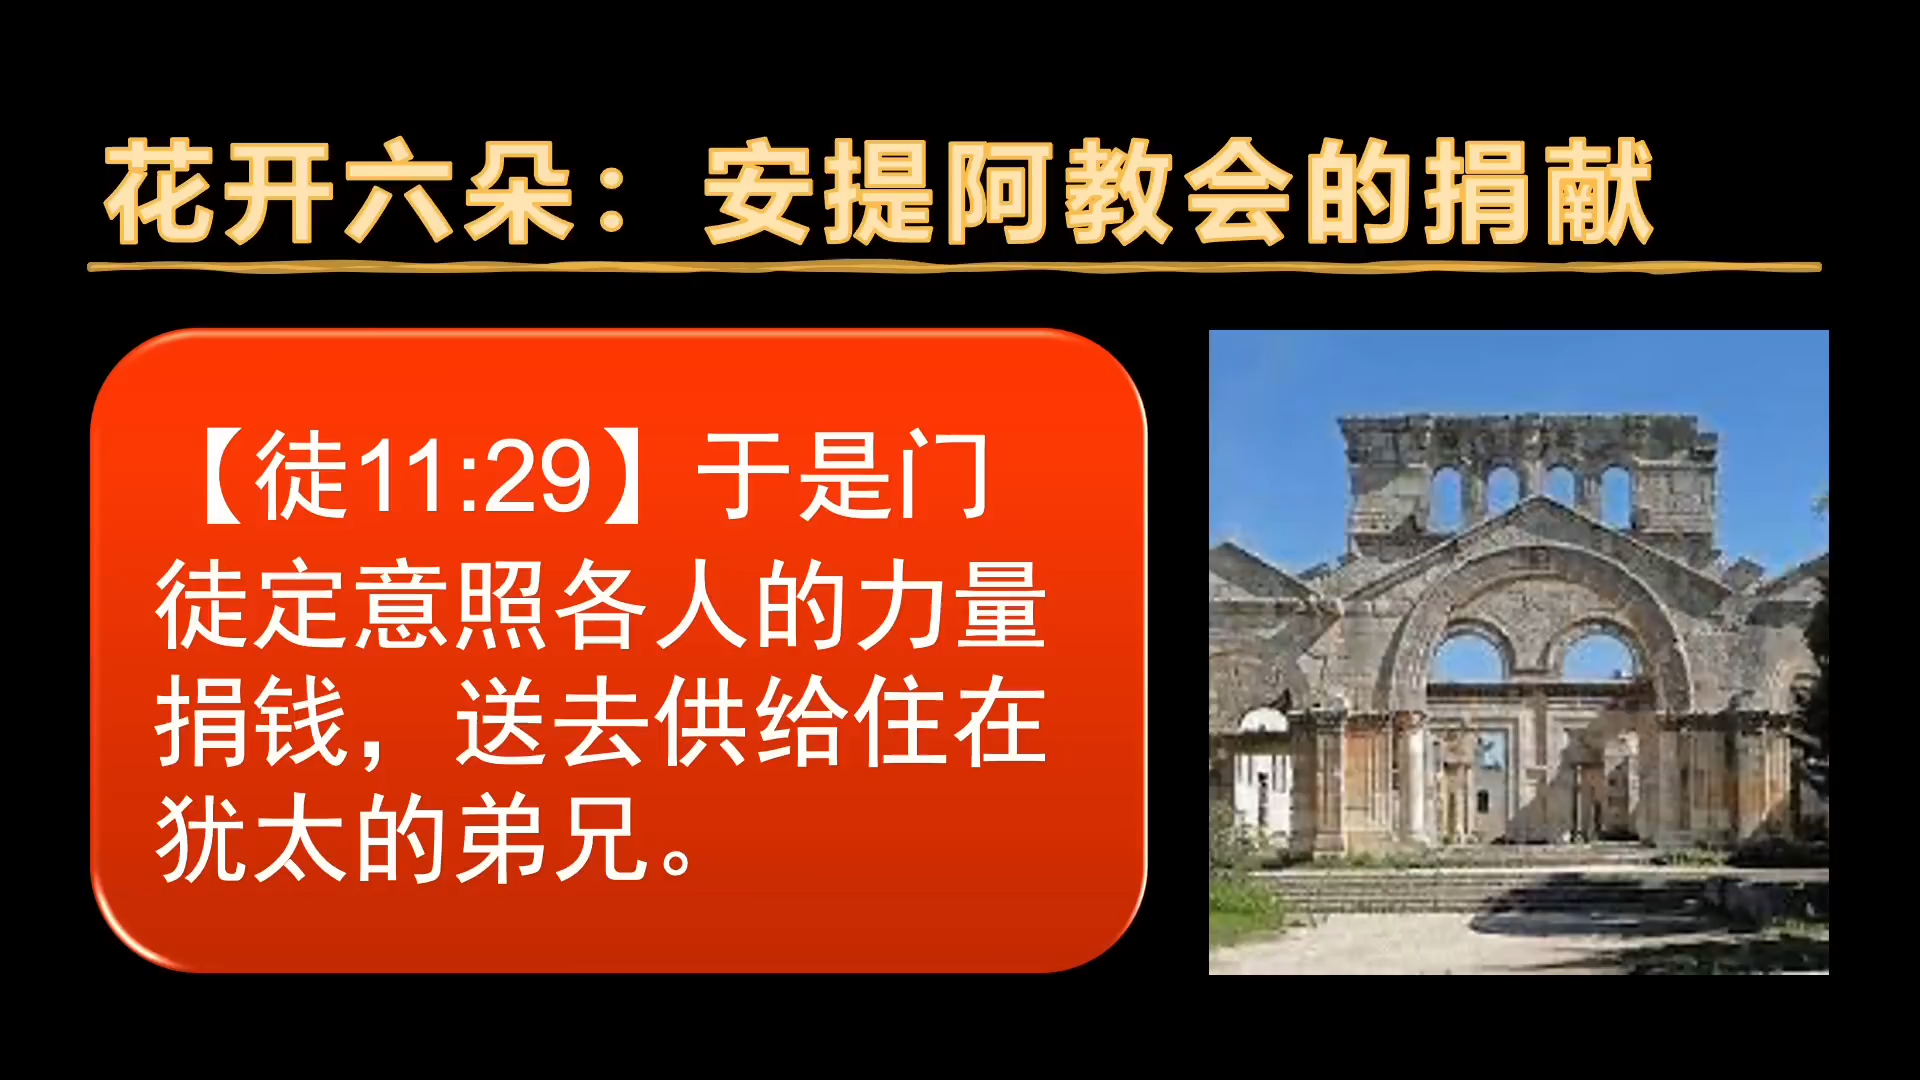 花开六朵：安提阿教会的捐献
【徒11:29】于是门
徒定意照各人的力量
捐钱，送去供给住在
犹太的弟兄。